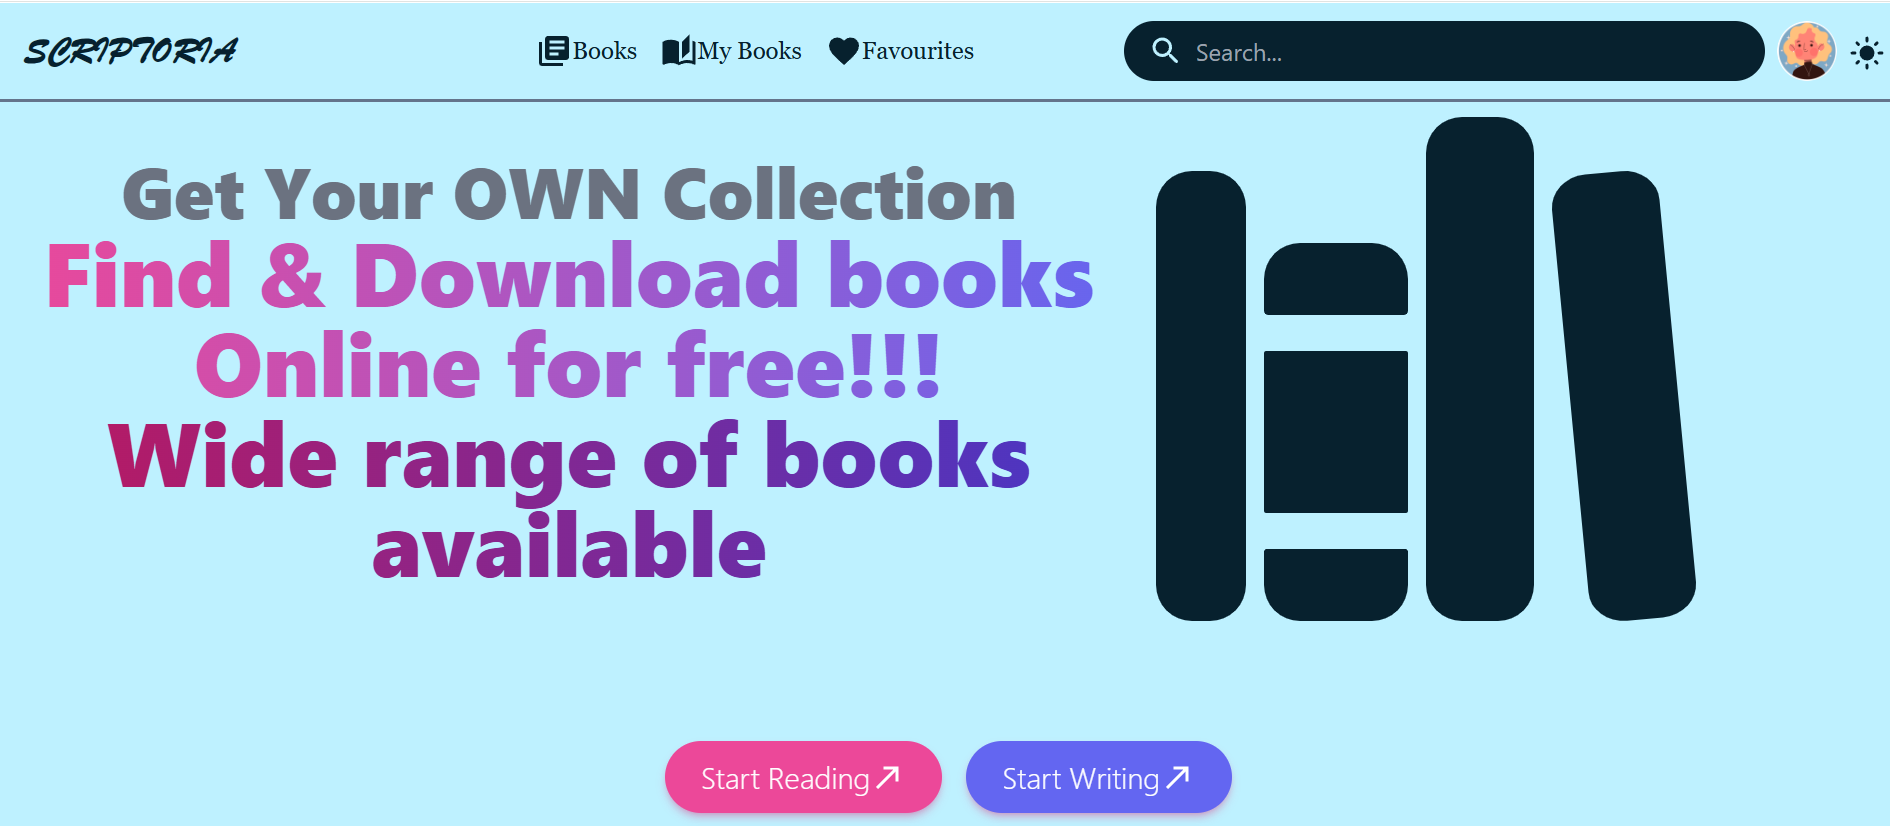 SCRIPTORIA
Books
My Books
Favourites
Search...
Get Your OWN Collection
Find & Download books
Online for free!!!
Wide range of books
available
Start Reading
Start Writing